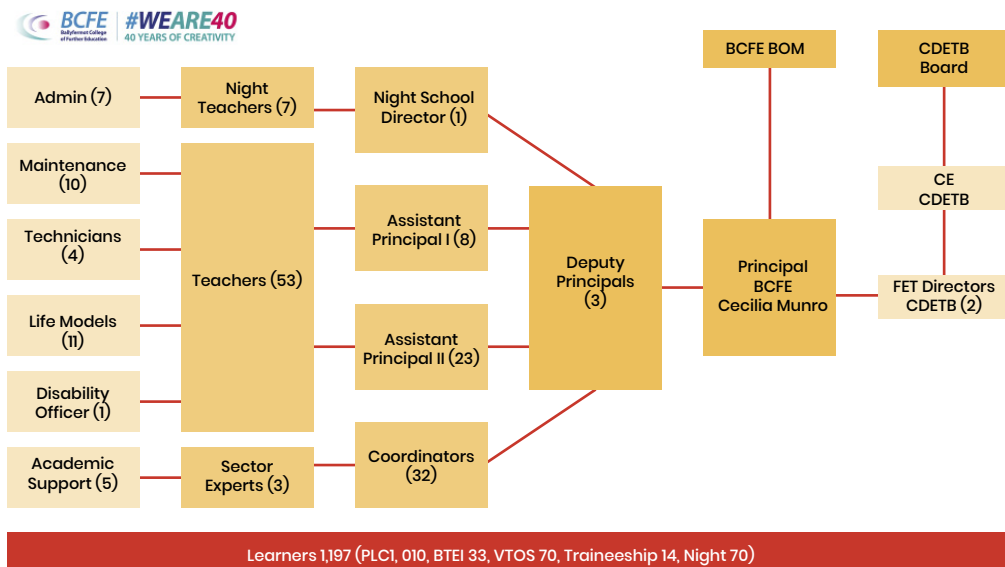 BCFE
Ballyfermot College
of Further Education
#WEARE40
40 YEARS OF CREATIVITY
Admin (7)
Maintenance
(10)
Technicians
(4)
Life Models
(11)
Disability
Officer (1)
Academic
Support (5)
Night
Teachers (7)
Teachers (53)
Sector
Experts (3)
Night School
Director (1)
Assistant
Principal I (8)
Assistant
Principal II (23)
Coordinators
(32)
Deputy
Principals
(3)
BCFE BOM
Principal
BCFE
Cecilia Munro
CDETB
Board
CE
CDETB
FET Directors
CDETB (2)
Learners 1,197 (PLC1, 010, BTEI 33, VTOS 70, Traineeship 14, Night 70)